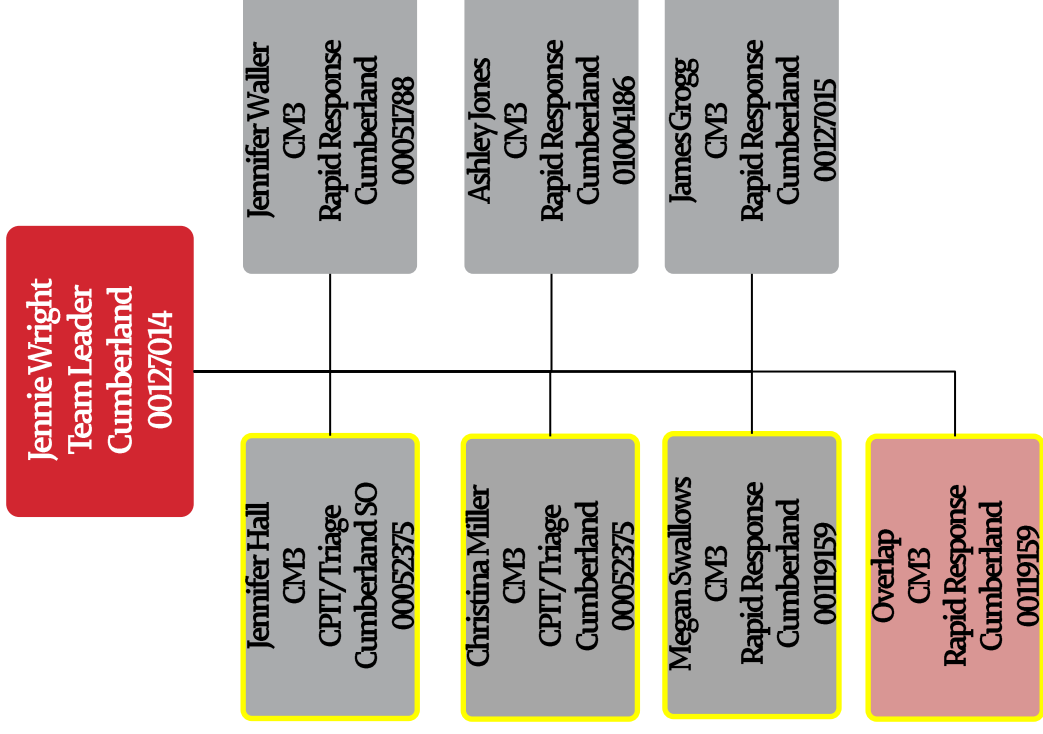 Jennie Wright
Team Leader
Cumberland
00127014
Jennifer Waller
CM3
Rapid Response
Cumberland
00051788
Jennifer Hall
CM3
CPIT/Triage
Cumberland SO
00052375
Ashley Jones
CM3
Rapid Response
Cumberland
01004186
Christina Miller
CM3
CPIT/Triage
Cumberland
00052375
James Grogg
CM3
Rapid Response
Cumberland
00127015
Megan Swallows
CM3
Rapid Response
Cumberland
00119159
Overlap
CM3
Rapid Response
Cumberland
00119159